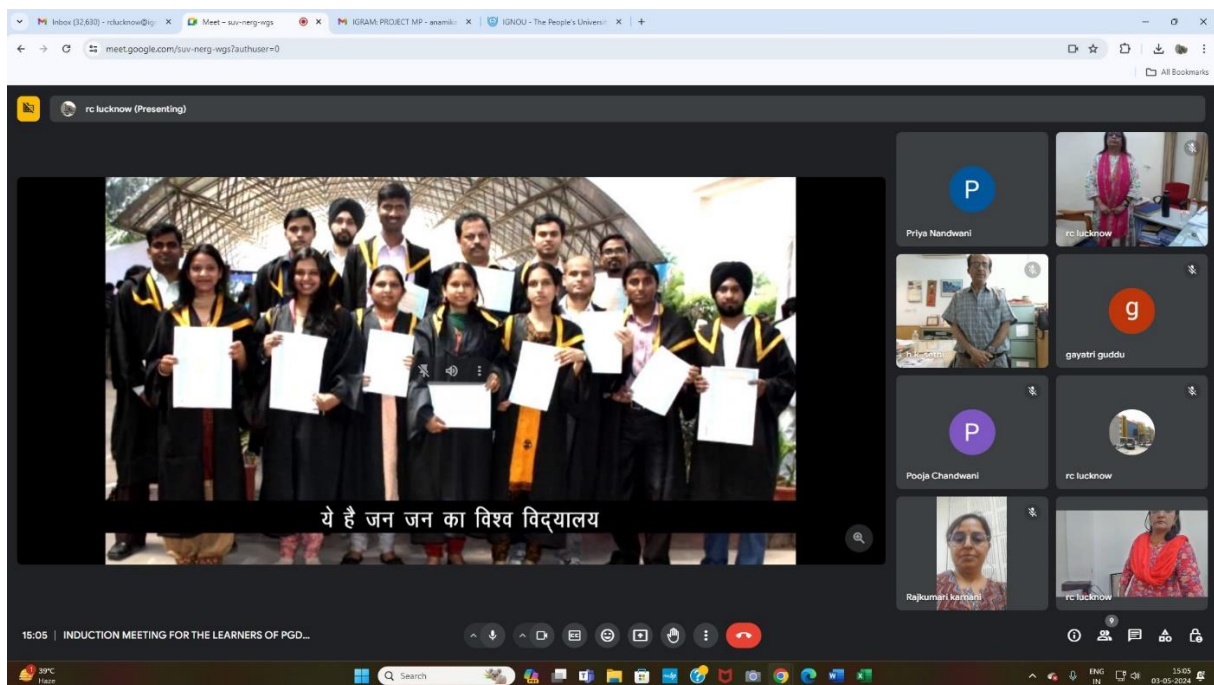 Inbox (32,630) - rclucknow@ig
Meet – suv-nerg-wgs
IGRAM: PROJECT MP - anamika
IGNOU - The People's Universit
meet.google.com/suv-nerg-wgs?authuser=0
All Bookmarks
rc lucknow (Presenting)
P
Priya Nandwani
rc lucknow
h.k. sethi
g
gayatri guddu
P
Pooja Chandwani
rc lucknow
ये है जन जन का विश्व विद्यालय
Rajkumari kamani
rc lucknow
15:05 | INDUCTION MEETING FOR THE LEARNERS OF PGD...
CC
9
39°C
Haze
Search
ENG
IN
15:05
03-05-2024